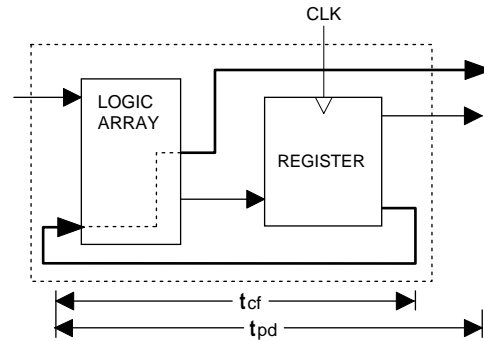 CLK
LOGIC
ARRAY
REGISTER
tcf
tpd